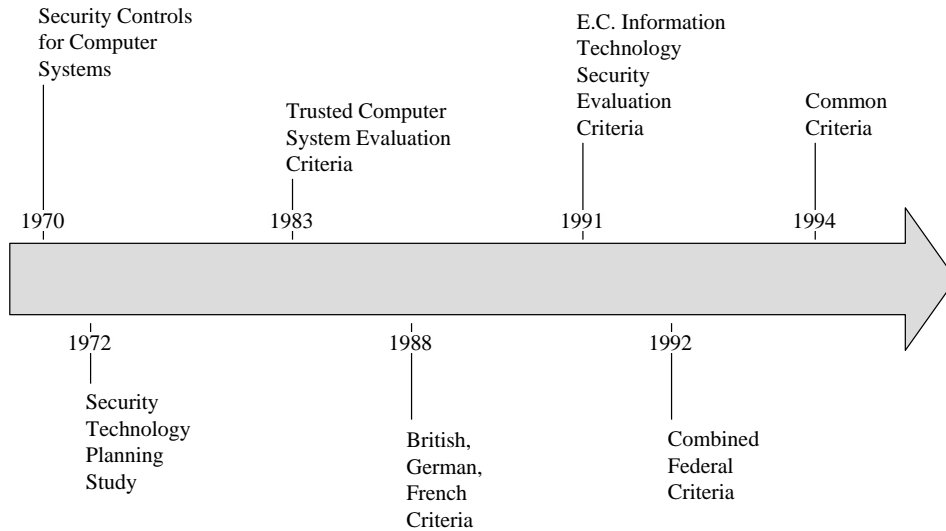 Security Controls
for Computer
Systems
E.C. Information
Technology
Security
Evaluation
Criteria
Trusted Computer
System Evaluation
Criteria
Common
Criteria
1970
1983
1991
1994
1972
1988
1992
Security
Technology
Planning
Study
British,
German,
French
Criteria
Combined
Federal
Criteria